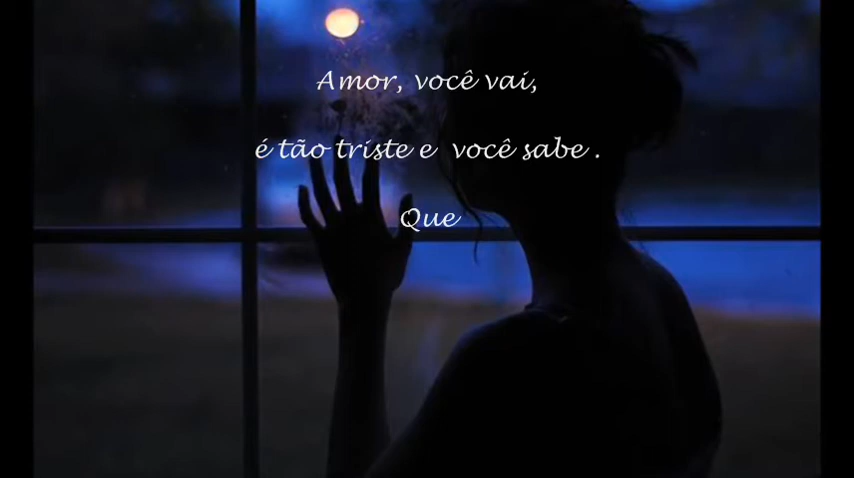 Amor, você vai,
é tão triste e você sabe .
Que